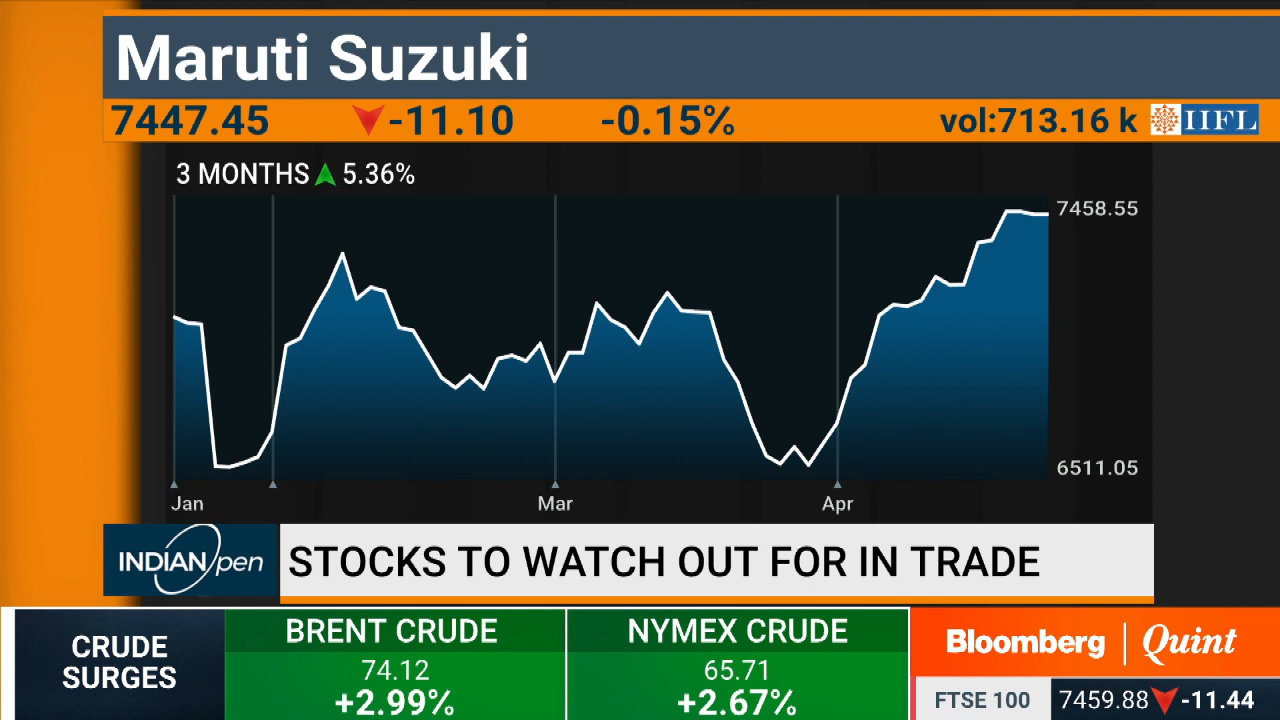 Maruti Suzuki
7447.45 -11.10 -0.15% vol:713.16 k IIFL
3 MONTHS 5.36%
7458.55
6511.05
Jan Mar Apr
INDIAN Open
STOCKS TO WATCH OUT FOR IN TRADE
CRUDE
SURGES
BRENT CRUDE
74.12
+2.99%
NYMEX CRUDE
65.71
+2.67%
Bloomberg | Quint
FTSE 100 7459.88 -11.44